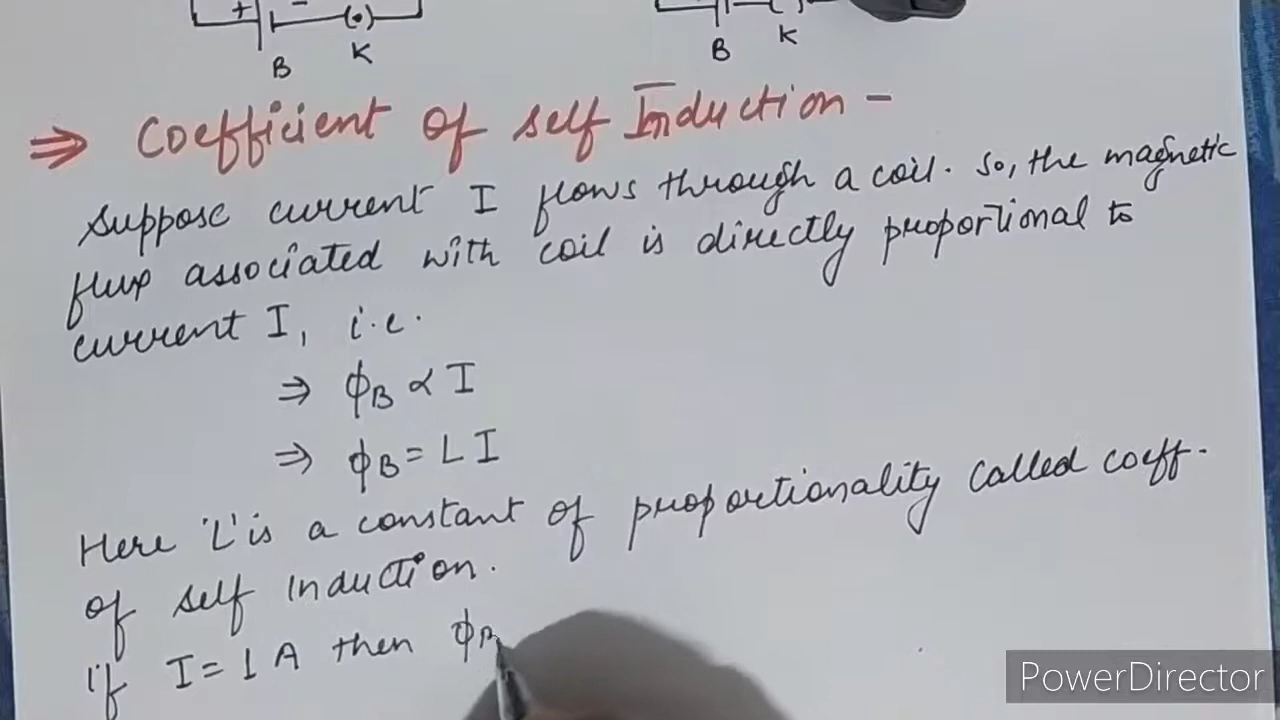 + -
B K
B K
⇒ Coefficient of self Induction -
Suppose current I flows through a coil. So, the magnetic
flux associated with coil is directly proportional to
current I, i.e.
⇒ ϕB ∝ I
⇒ ϕB = L I
Here 'L' is a constant of proportionality called coeff.
of self induction.
if I = 1 A then ϕB
PowerDirector